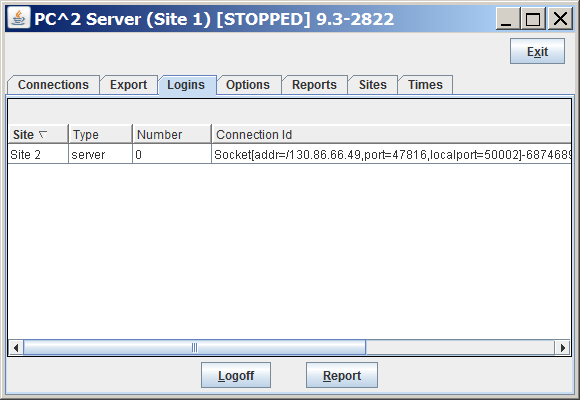 PC^2 Server (Site 1) [STOPPED] 9.3-2822
Exit
Connections Export Logins Options Reports Sites Times
Site Type Number Connection Id
Site 2 server 0 Socket[addr=/130.86.66.49,port=47816,localport=50002]-6874689
Logoff Report